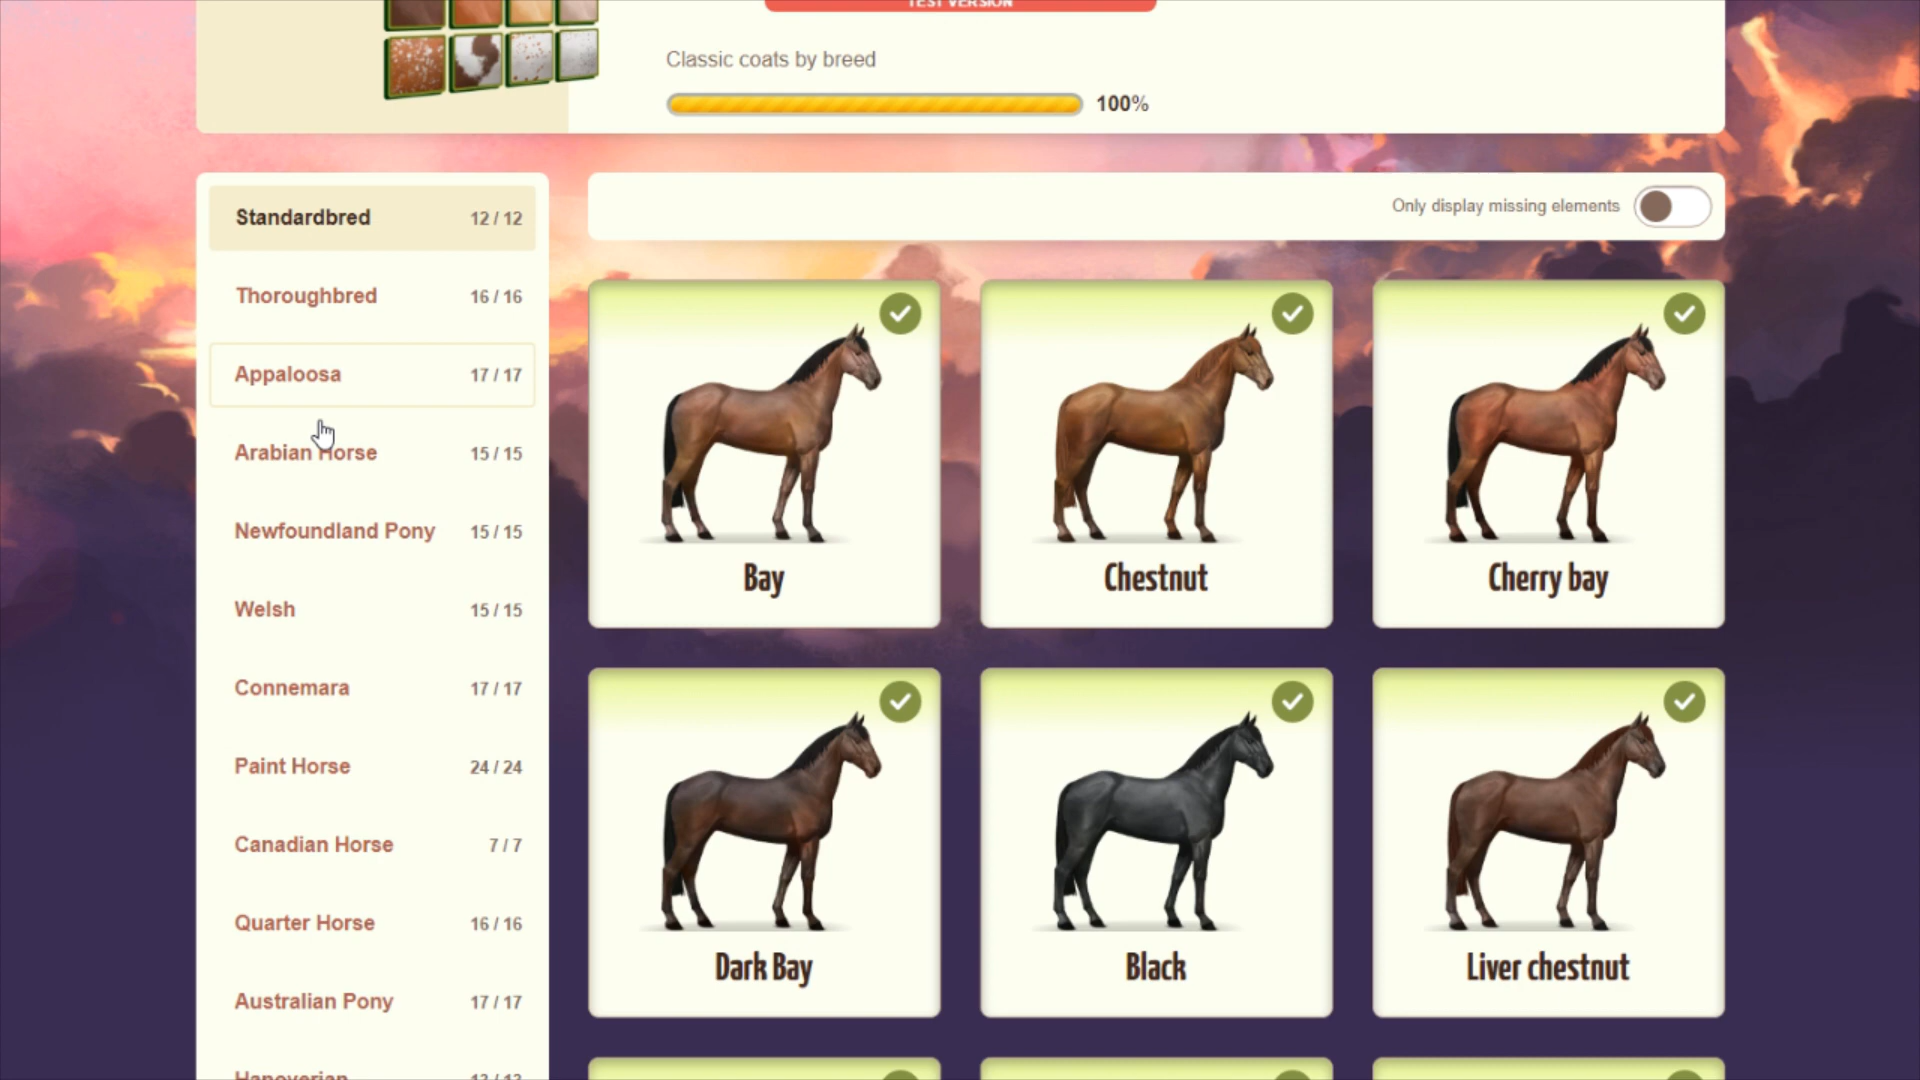 TEST VERSION
Classic coats by breed
100%
Only display missing elements
Standardbred 12 / 12
Thoroughbred 16 / 16
Appaloosa 17 / 17
Arabian Horse 15 / 15
Newfoundland Pony 15 / 15
Welsh 15 / 15
Connemara 17 / 17
Paint Horse 24 / 24
Canadian Horse 7 / 7
Quarter Horse 16 / 16
Australian Pony 17 / 17
Hanoverian
Bay
Chestnut
Cherry bay
Dark Bay
Black
Liver chestnut